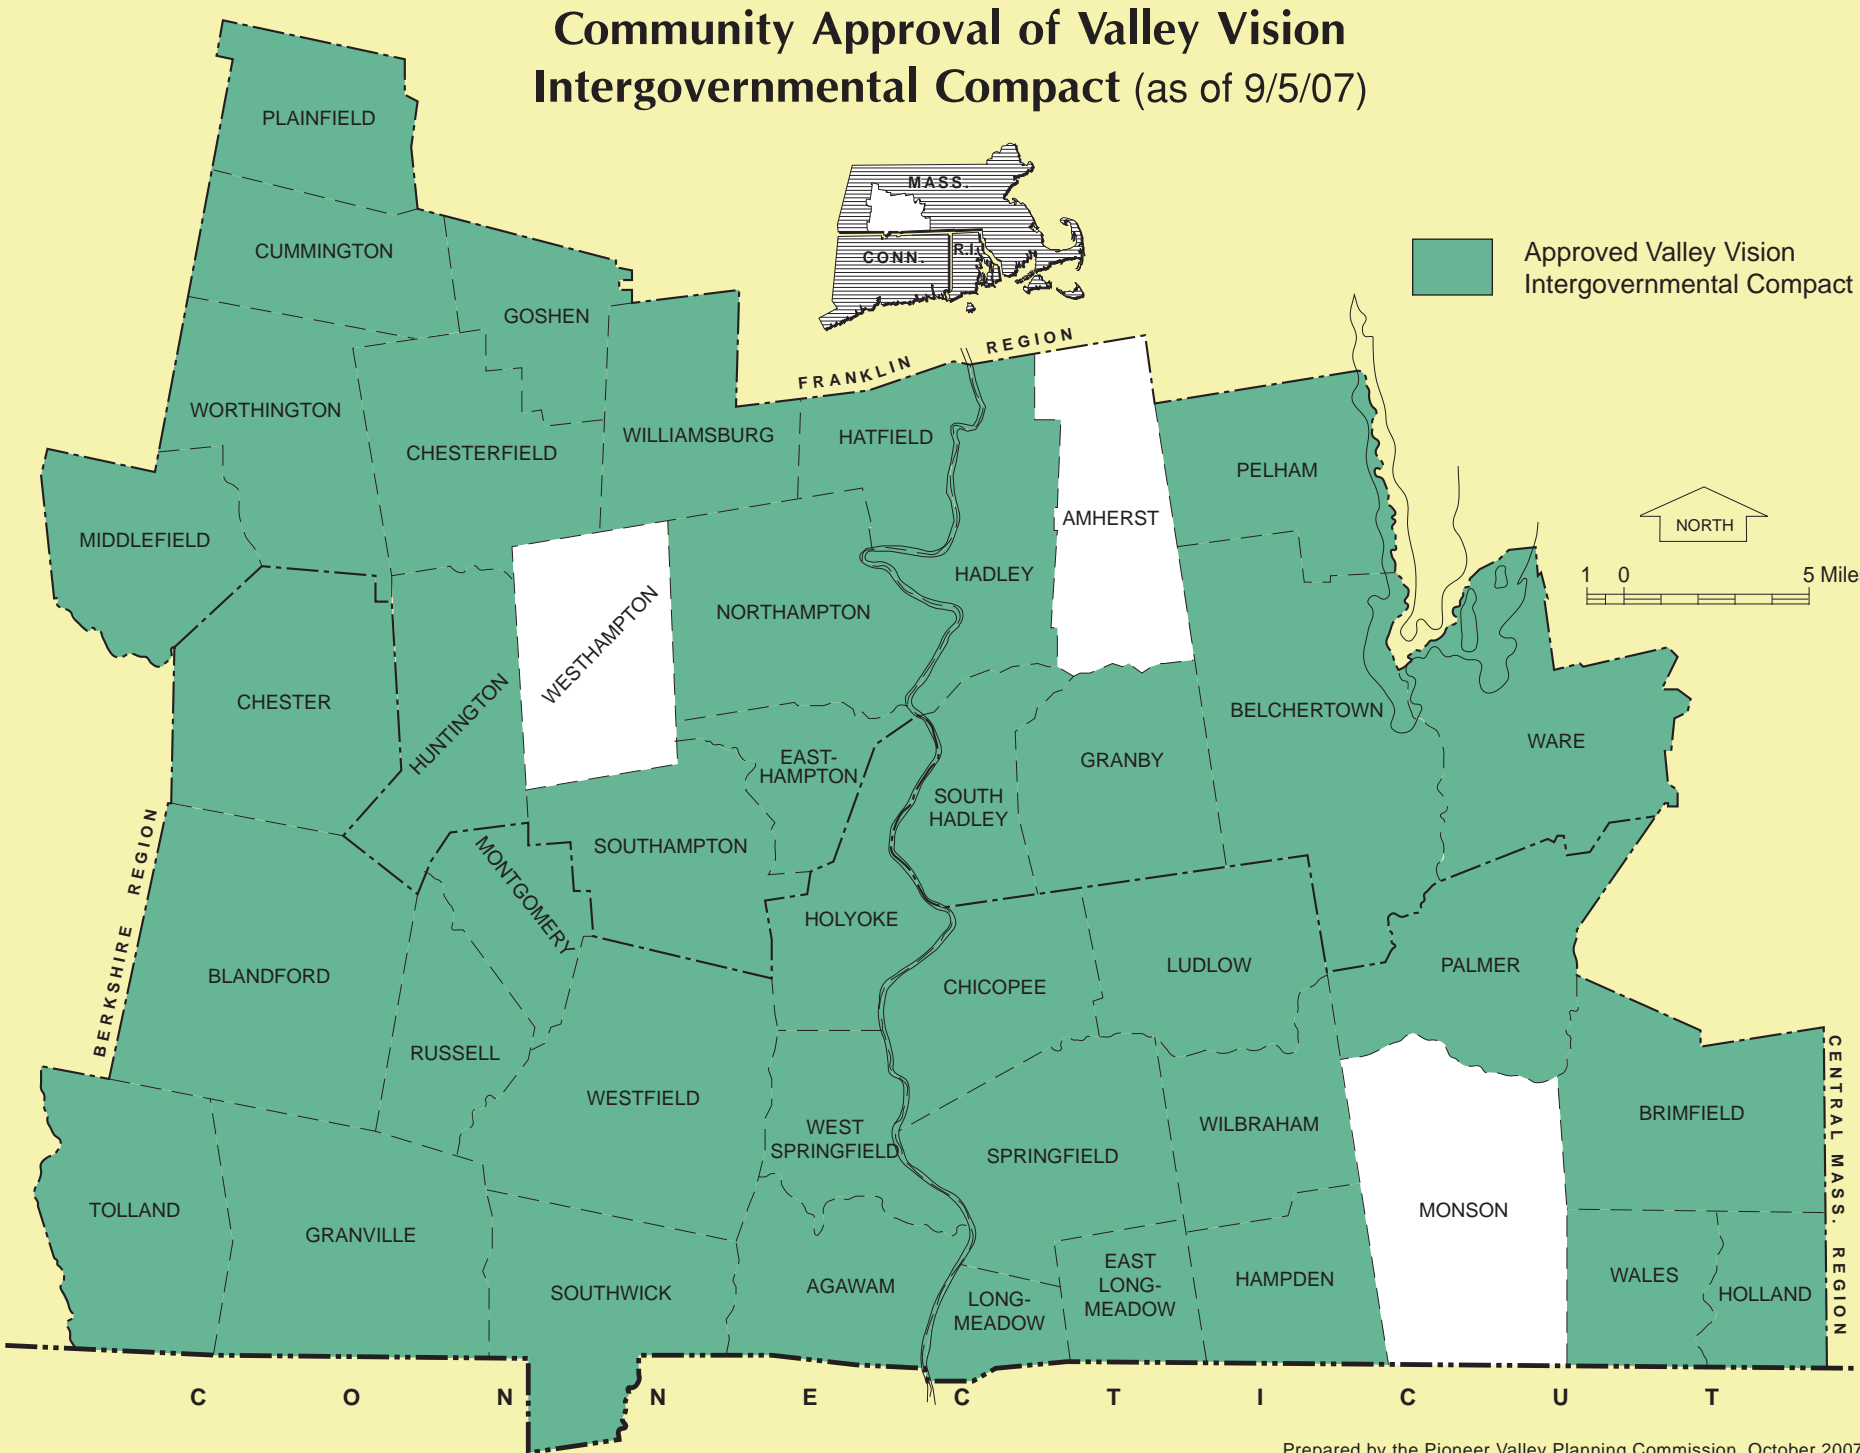 Community Approval of Valley Vision
Intergovernmental Compact (as of 9/5/07)
PLAINFIELD
MASS.
CONN.
R.I.
CUMMINGTON
Approved Valley Vision
Intergovernmental Compact
GOSHEN
FRANKLIN REGION
WORTHINGTON
CHESTERFIELD
WILLIAMSBURG
HATFIELD
PELHAM
AMHERST
NORTH
MIDDLEFIELD
HADLEY
1 0 5 Mile
NORTHAMPTON
WESTHAMPTON
CHESTER
HUNTINGTON
BELCHERTOWN
WARE
EAST-
HAMPTON
GRANBY
SOUTH
HADLEY
SOUTHAMPTON
MONTGOMERY
HOLYOKE
BERKSHIRE REGION
BLANDFORD
CHICOPEE
LUDLOW
PALMER
RUSSELL
WESTFIELD
WEST
SPRINGFIELD
SPRINGFIELD
WILBRAHAM
BRIMFIELD
CENTRAL MASS. REGION
TOLLAND
GRANVILLE
MONSON
SOUTHWICK
AGAWAM
LONG-
MEADOW
EAST
LONG-
MEADOW
HAMPDEN
WALES
HOLLAND
C O N N E C T I C U T
Prepared by the Pioneer Valley Planning Commission, October 2007